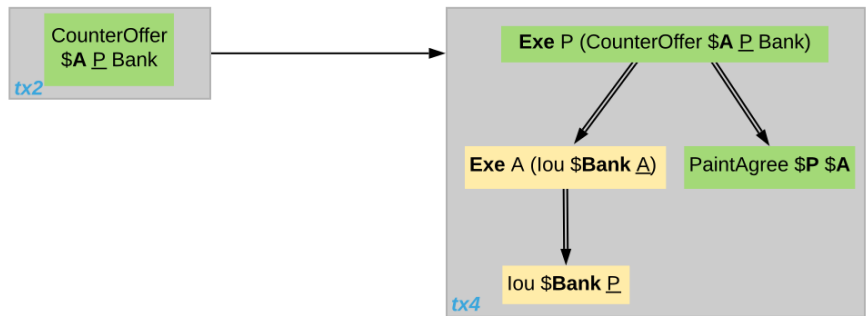 CounterOffer
$A P Bank
tx2
Exe P (CounterOffer $A P Bank)
Exe A (Iou $Bank A)
PaintAgree $P $A
Iou $Bank P
tx4